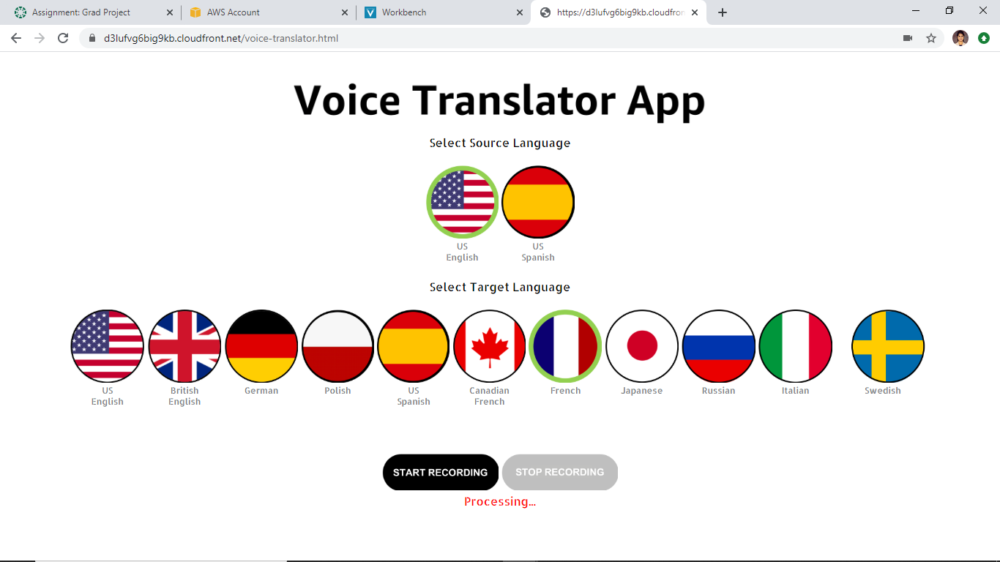 Assignment: Grad Project
AWS Account
Workbench
https://d3lufvg6big9kb.cloudfron
d3lufvg6big9kb.cloudfront.net/voice-translator.html
Voice Translator App
Select Source Language
US
English
US
Spanish
Select Target Language
US
English
British
English
German
Polish
US
Spanish
Canadian
French
French
Japanese
Russian
Italian
Swedish
START RECORDING
STOP RECORDING
Processing...